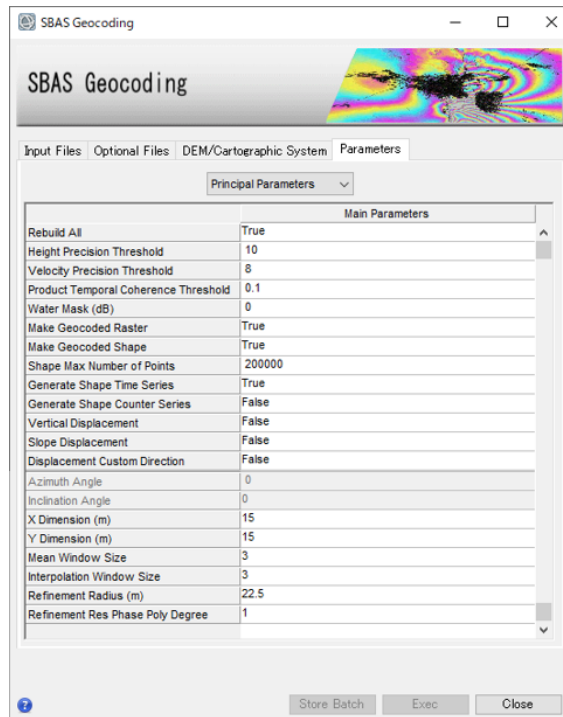 SBAS Geocoding
SBAS Geocoding
Input Files Optional Files DEM/Cartographic System Parameters
Principal Parameters
Main Parameters
Rebuild All True
Height Precision Threshold 10
Velocity Precision Threshold 8
Product Temporal Coherence Threshold 0.1
Water Mask (dB) 0
Make Geocoded Raster True
Make Geocoded Shape True
Shape Max Number of Points 200000
Generate Shape Time Series True
Generate Shape Counter Series False
Vertical Displacement False
Slope Displacement False
Displacement Custom Direction False
Azimuth Angle 0
Inclination Angle 0
X Dimension (m) 15
Y Dimension (m) 15
Mean Window Size 3
Interpolation Window Size 3
Refinement Radius (m) 22.5
Refinement Res Phase Poly Degree 1
? Store Batch Exec Close